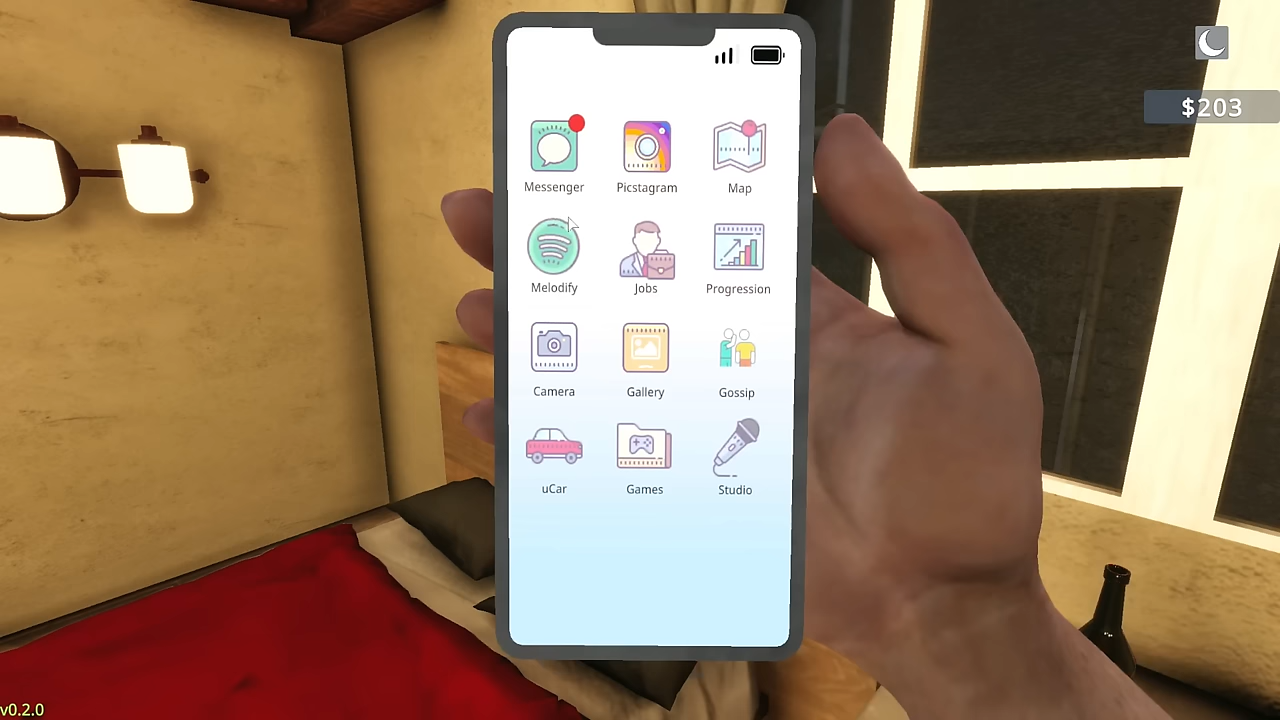 $203
Messenger
Picstagram
Map
Melodify
Jobs
Progression
Camera
Gallery
Gossip
uCar
Games
Studio
v0.2.0